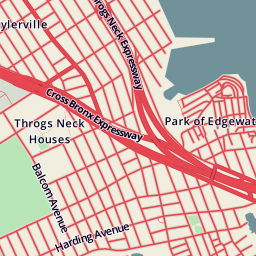 ylerville
Throgs Neck Expressway
Cross Bronx Expressway
Throgs Neck
Houses
Park of Edgewat
Balcom Avenue
Harding Avenue